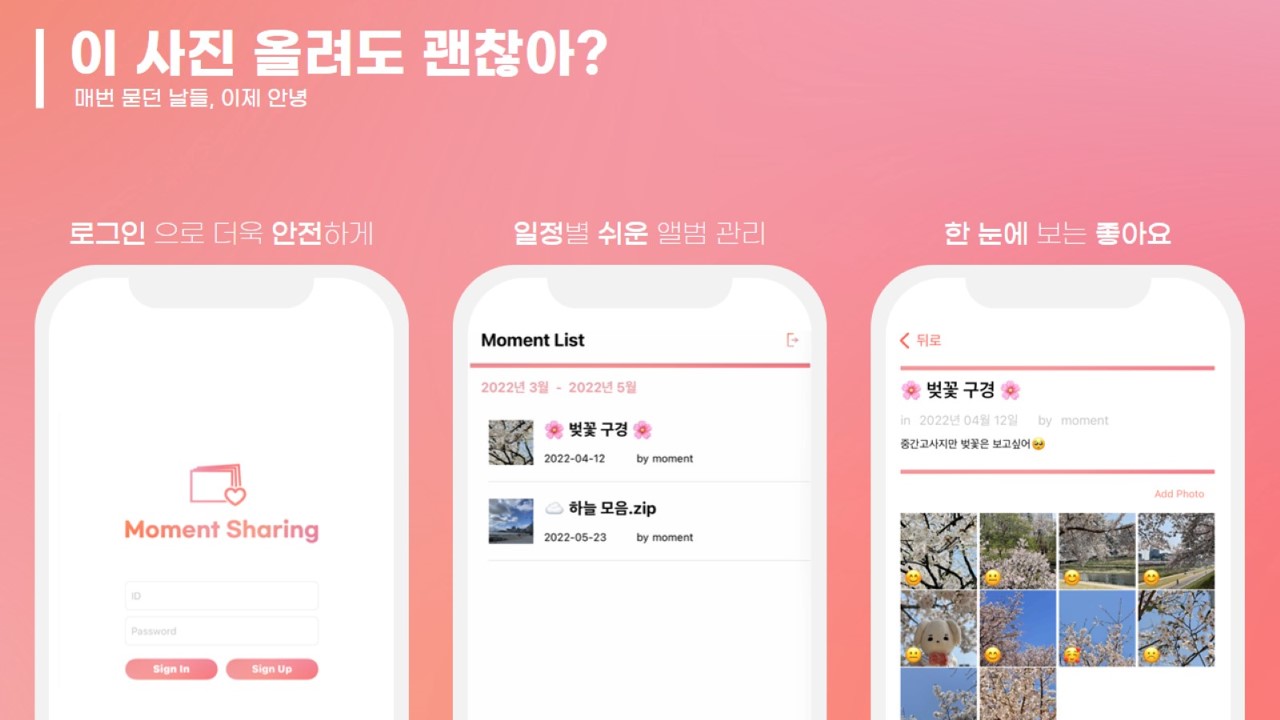 이 사진 올려도 괜찮아?
매번 묻던 날들, 이제 안녕
로그인 으로 더욱 안전하게
Moment Sharing
ID
Password
Sign In Sign Up
일정별 쉬운 앨범 관리
Moment List
2022년 3월 - 2022년 5월
🌸 벚꽃 구경 🌸
2022-04-12 by moment
☁️ 하늘 모음.zip
2022-05-23 by moment
한 눈에 보는 좋아요
뒤로
🌸 벚꽃 구경 🌸
in 2022년 04월 12일 by moment
중간고사지만 벚꽃은 보고싶어🥺
Add Photo